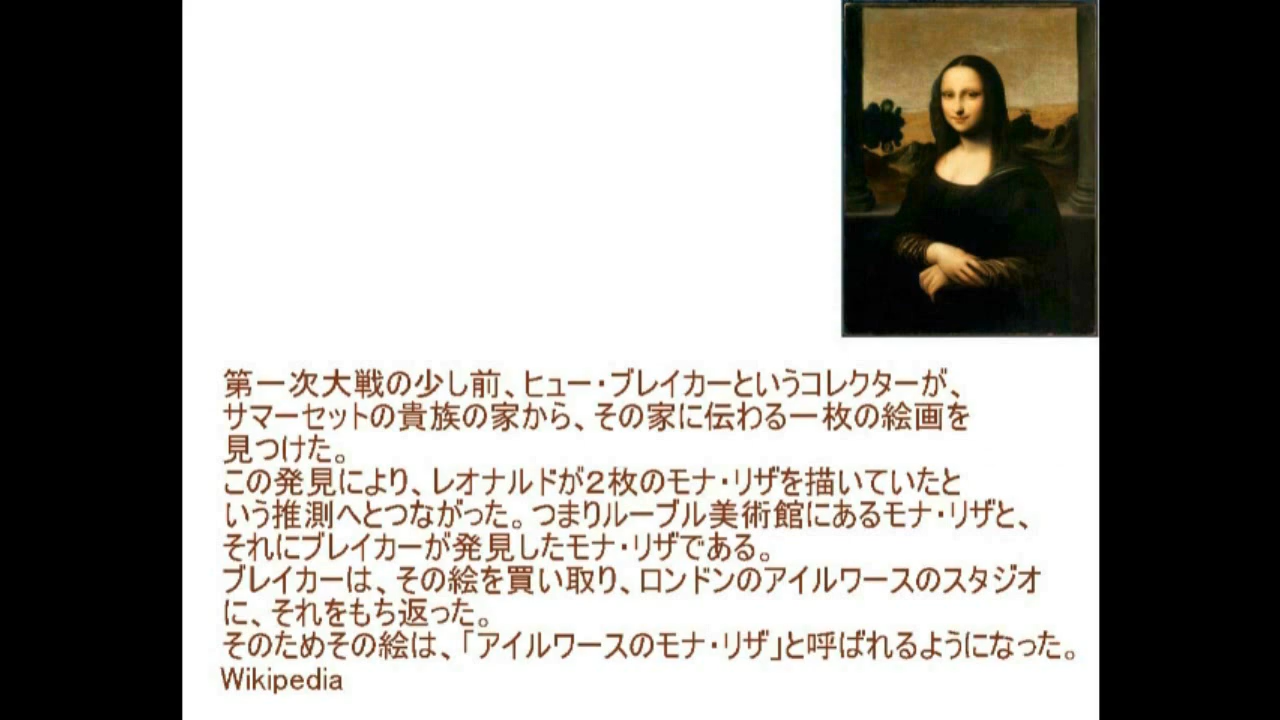 第一次大戦の少し前、ヒュー・ブレイカーというコレクターが、
サマーセットの貴族の家から、その家に伝わる一枚の絵画を
見つけた。
この発見により、レオナルドが２枚のモナ・リザを描いていたと
いう推測へとつながった。つまりルーブル美術館にあるモナ・リザと、
それにブレイカーが発見したモナ・リザである。
ブレイカーは、その絵を買い取り、ロンドンのアイルワースのスタジオ
に、それをもち返った。
そのためその絵は、「アイルワースのモナ・リザ」と呼ばれるようになった。
Wikipedia